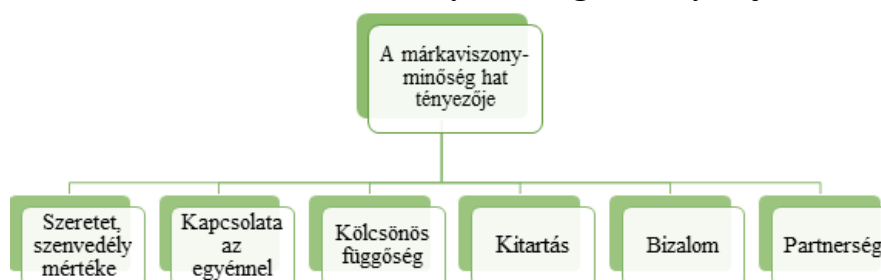 A márkaviszony-
minőség hat
tényezője
Szeretet,
szenvedély
mértéke
Kapcsolata
az
egyénnel
Kölcsönös
függőség
Kitartás
Bizalom
Partnerség